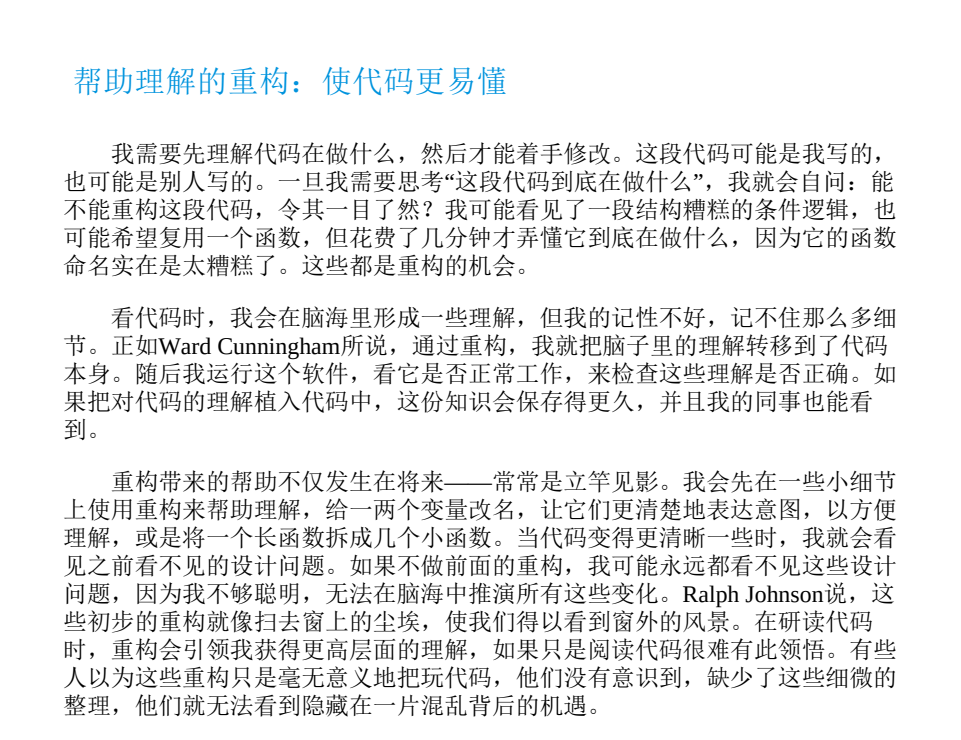 帮助理解的重构：使代码更易懂
我需要先理解代码在做什么，然后才能着手修改。这段代码可能是我写的，
也可能是别人写的。一旦我需要思考“这段代码到底在做什么”，我就会自问：能
不能重构这段代码，令其一目了然？我可能看见了一段结构糟糕的条件逻辑，也
可能希望复用一个函数，但花费了几分钟才弄懂它到底在做什么，因为它的函数
命名实在是太糟糕了。这些都是重构的机会。
看代码时，我会在脑海里形成一些理解，但我的记性不好，记不住那么多细
节。正如Ward Cunningham所说，通过重构，我就把脑子里的理解转移到了代码
本身。随后我运行这个软件，看它是否正常工作，来检查这些理解是否正确。如
果把对代码的理解植入代码中，这份知识会保存得更久，并且我的同事也能看
到。
重构带来的帮助不仅发生在将来——常常是立竿见影。我会先在一些小细节
上使用重构来帮助理解，给一两个变量改名，让它们更清楚地表达意图，以方便
理解，或是将一个长函数拆成几个小函数。当代码变得更清晰一些时，我就会看
见之前看不见的设计问题。如果不做前面的重构，我可能永远都看不见这些设计
问题，因为我不够聪明，无法在脑海中推演所有这些变化。Ralph Johnson说，这
些初步的重构就像扫去窗上的尘埃，使我们得以看到窗外的风景。在研读代码
时，重构会引领我获得更高层面的理解，如果只是阅读代码很难有此领悟。有些
人以为这些重构只是毫无意义地把玩代码，他们没有意识到，缺少了这些细微的
整理，他们就无法看到隐藏在一片混乱背后的机遇。